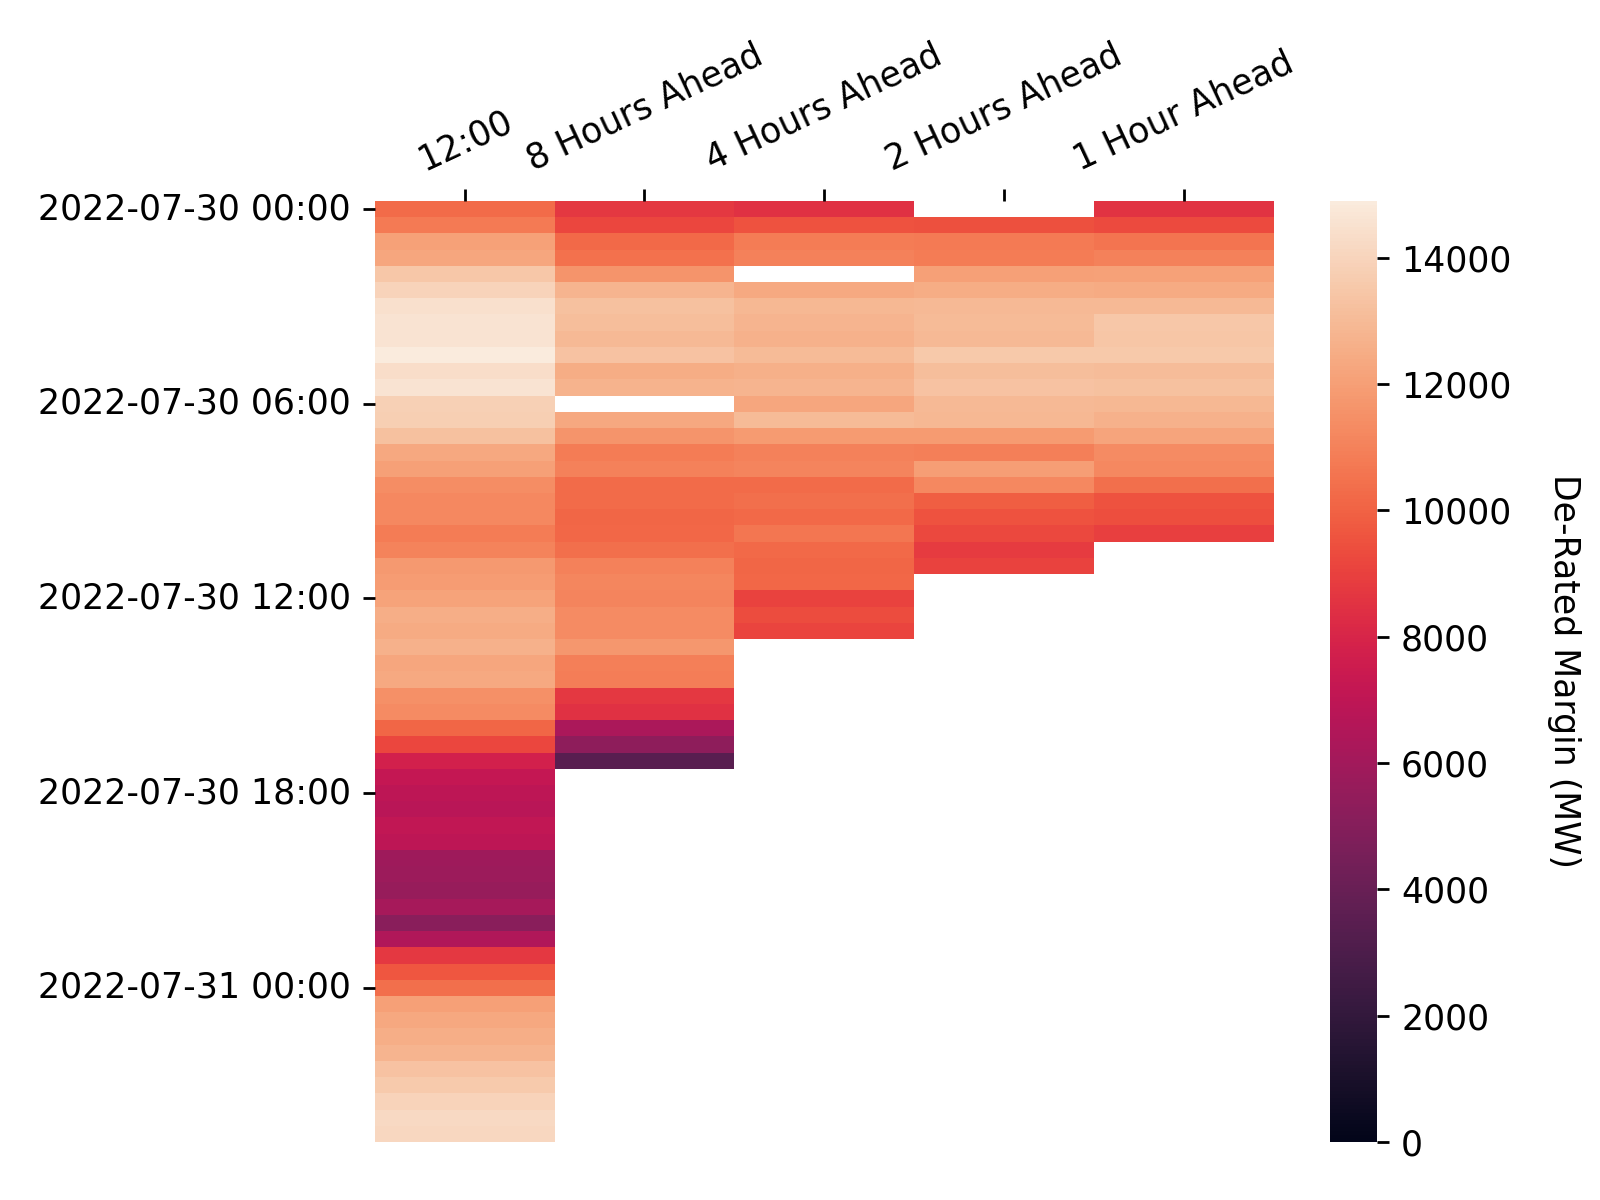 12:00
8 Hours Ahead
4 Hours Ahead
2 Hours Ahead
1 Hour Ahead
2022-07-30 00:00
2022-07-30 06:00
2022-07-30 12:00
2022-07-30 18:00
2022-07-31 00:00
14000
12000
10000
8000
6000
4000
2000
0
De-Rated Margin (MW)